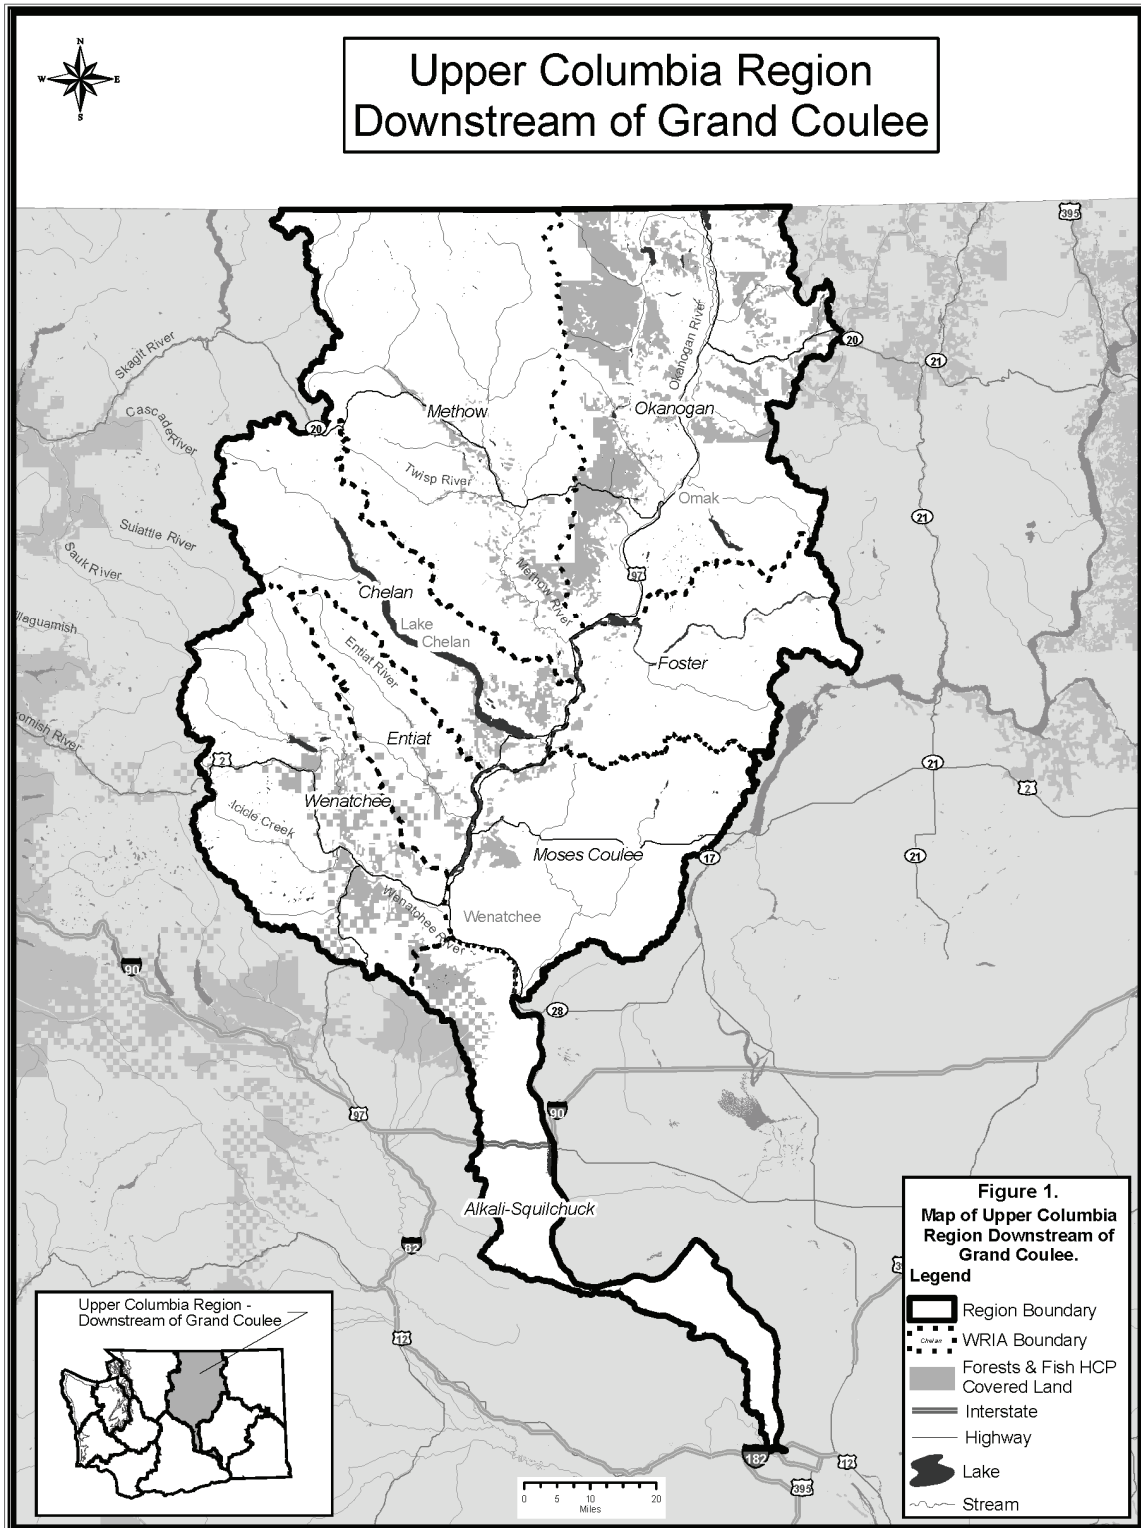 Upper Columbia Region
Downstream of Grand Coulee
N
W
E
S
395
Skagit River
20
21
Cascade River
Methow
Okanogan River
Okanogan
20
Twisp River
Omak
Suiattle River
21
Sauk River
97
Methow River
Chelan
Lake
Chelan
Entiat River
Foster
Entiat
2
21
2
Wenatchee
Icicle Creek
Moses Coulee
17
21
Wenatchee River
Wenatchee
90
28
97
90
Alkali-Squilchuck
82
12
182
12
395
0 5 10 20
Miles
Upper Columbia Region -
Downstream of Grand Coulee
Figure 1.
Map of Upper Columbia
Region Downstream of
Grand Coulee.
Legend
Region Boundary
Chelan
WRIA Boundary
Forests & Fish HCP
Covered Land
Interstate
Highway
Lake
Stream